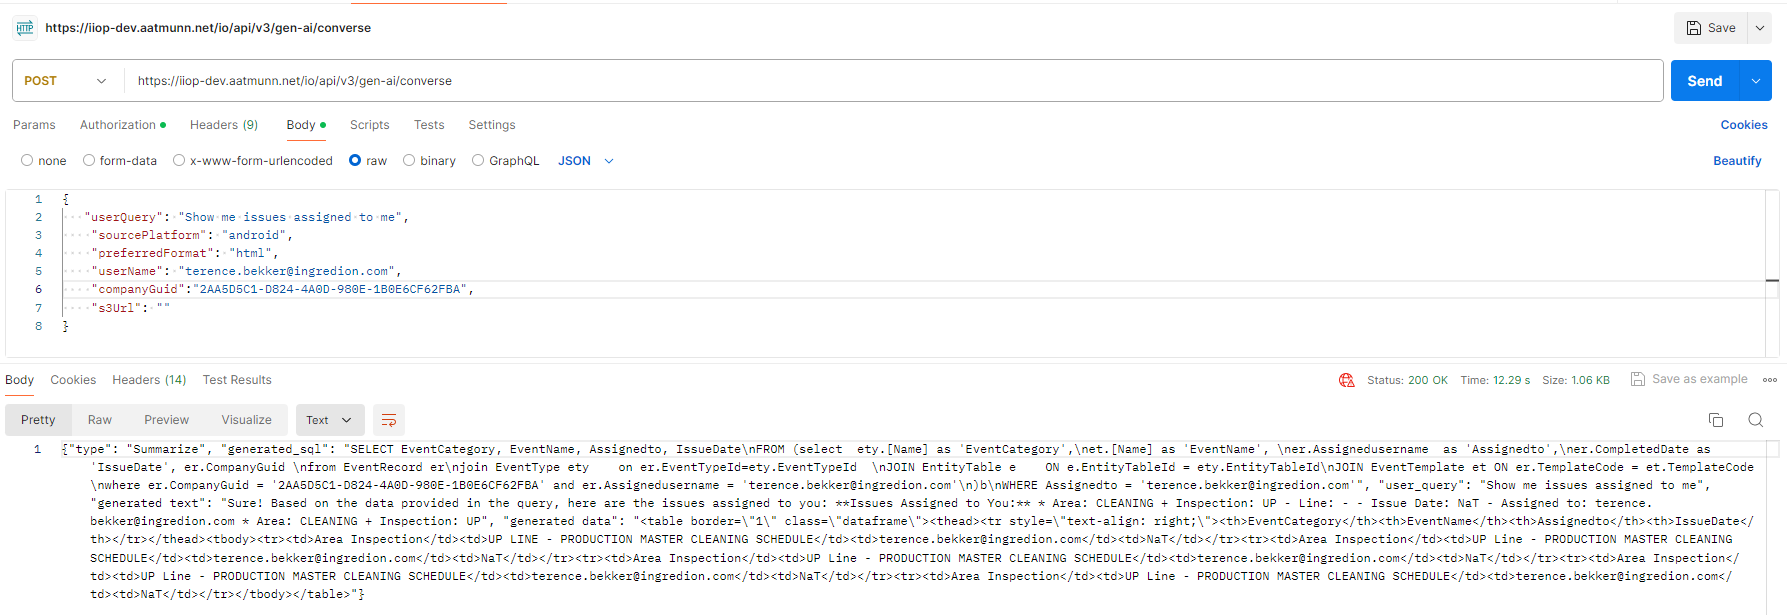 HTTP https://iiop-dev.aatmunn.net/io/api/v3/gen-ai/converse Save
POST https://iiop-dev.aatmunn.net/io/api/v3/gen-ai/converse Send
Params Authorization Headers (9) Body Scripts Tests Settings Cookies
none form-data x-www-form-urlencoded raw binary GraphQL JSON Beautify
1 {
2 "userQuery": "Show me issues assigned to me",
3 "sourcePlatform": "android",
4 "preferredFormat": "html",
5 "userName": "terence.bekker@ingredion.com",
6 "companyGuid":"2AA5D5C1-D824-4A0D-980E-1B0E6CF62FBA",
7 "s3Url": ""
8 }
Body Cookies Headers (14) Test Results Status: 200 OK Time: 12.29 s Size: 1.06 KB Save as example
Pretty Raw Preview Visualize Text
1 {"type": "Summarize", "generated_sql": "SELECT EventCategory, EventName, Assignedto, IssueDate\nFROM (select  ety.[Name] as 'EventCategory',\net.[Name] as 'EventName', \ner.Assignedusername  as 'Assignedto',\ner.CompletedDate as
'IssueDate', er.CompanyGuid \nfrom EventRecord er\njoin EventType ety    on er.EventTypeId=ety.EventTypeId  \nJOIN EntityTable e    ON e.EntityTableId = ety.EntityTableId\nJOIN EventTemplate et ON er.TemplateCode = et.TemplateCode
\nwhere er.CompanyGuid = '2AA5D5C1-D824-4A0D-980E-1B0E6CF62FBA' and er.Assignedusername = 'terence.bekker@ingredion.com'\n)b\nWHERE Assignedto = 'terence.bekker@ingredion.com'", "user_query": "Show me issues assigned to me",
"generated text": "Sure! Based on the data provided in the query, here are the issues assigned to you: **Issues Assigned to You:** * Area: CLEANING + Inspection: UP - Line: - - Issue Date: NaT - Assigned to: terence.
bekker@ingredion.com * Area: CLEANING + Inspection: UP", "generated data": "<table border=\"1\" class=\"dataframe\"><thead><tr style=\"text-align: right;\"><th>EventCategory</th><th>EventName</th><th>Assignedto</th><th>IssueDate</
th></tr></thead><tbody><tr><td>Area Inspection</td><td>UP LINE - PRODUCTION MASTER CLEANING SCHEDULE</td><td>terence.bekker@ingredion.com</td><td>NaT</td></tr><tr><td>Area Inspection</td><td>UP Line - PRODUCTION MASTER CLEANING
SCHEDULE</td><td>terence.bekker@ingredion.com</td><td>NaT</td></tr><tr><td>Area Inspection</td><td>UP Line - PRODUCTION MASTER CLEANING SCHEDULE</td><td>terence.bekker@ingredion.com</td><td>NaT</td></tr><tr><td>Area Inspection</
td><td>UP Line - PRODUCTION MASTER CLEANING SCHEDULE</td><td>terence.bekker@ingredion.com</td><td>NaT</td></tr><tr><td>Area Inspection</td><td>UP Line - PRODUCTION MASTER CLEANING SCHEDULE</td><td>terence.bekker@ingredion.com</
td><td>NaT</td></tr></tbody></table>"}